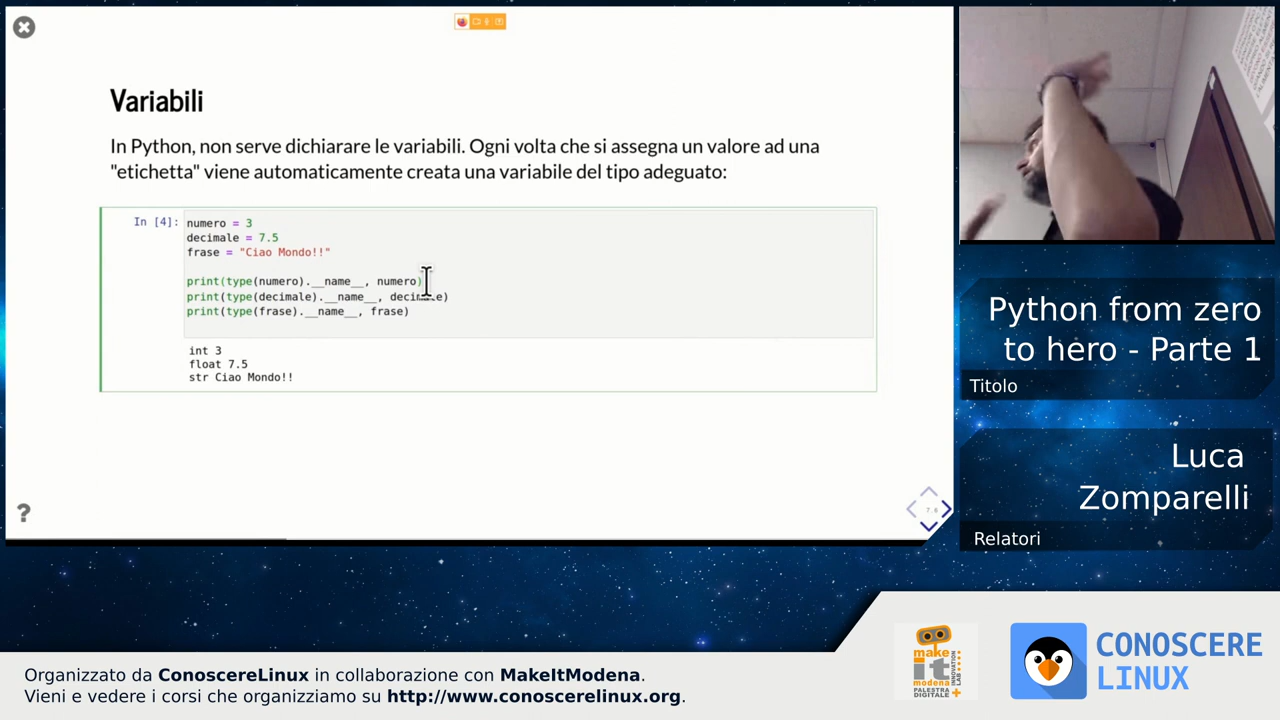 Variabili
In Python, non serve dichiarare le variabili. Ogni volta che si assegna un valore ad una
"etichetta" viene automaticamente creata una variabile del tipo adeguato:
In [4]:
numero = 3
decimale = 7.5
frase = "Ciao Mondo!!"
print(type(numero).__name__, numero)
print(type(decimale).__name__, decimale)
print(type(frase).__name__, frase)
int 3
float 7.5
str Ciao Mondo!!
?
7.6
Python from zero
to hero - Parte 1
Titolo
Luca
Zomparelli
Relatori
Organizzato da ConoscereLinux in collaborazione con MakeItModena.
Vieni e vedere i corsi che organizziamo su http://www.conoscerelinux.org.
make
it
modena
PALESTRA
DIGITALE
INNOVATION
LAB
CONOSCERE
LINUX